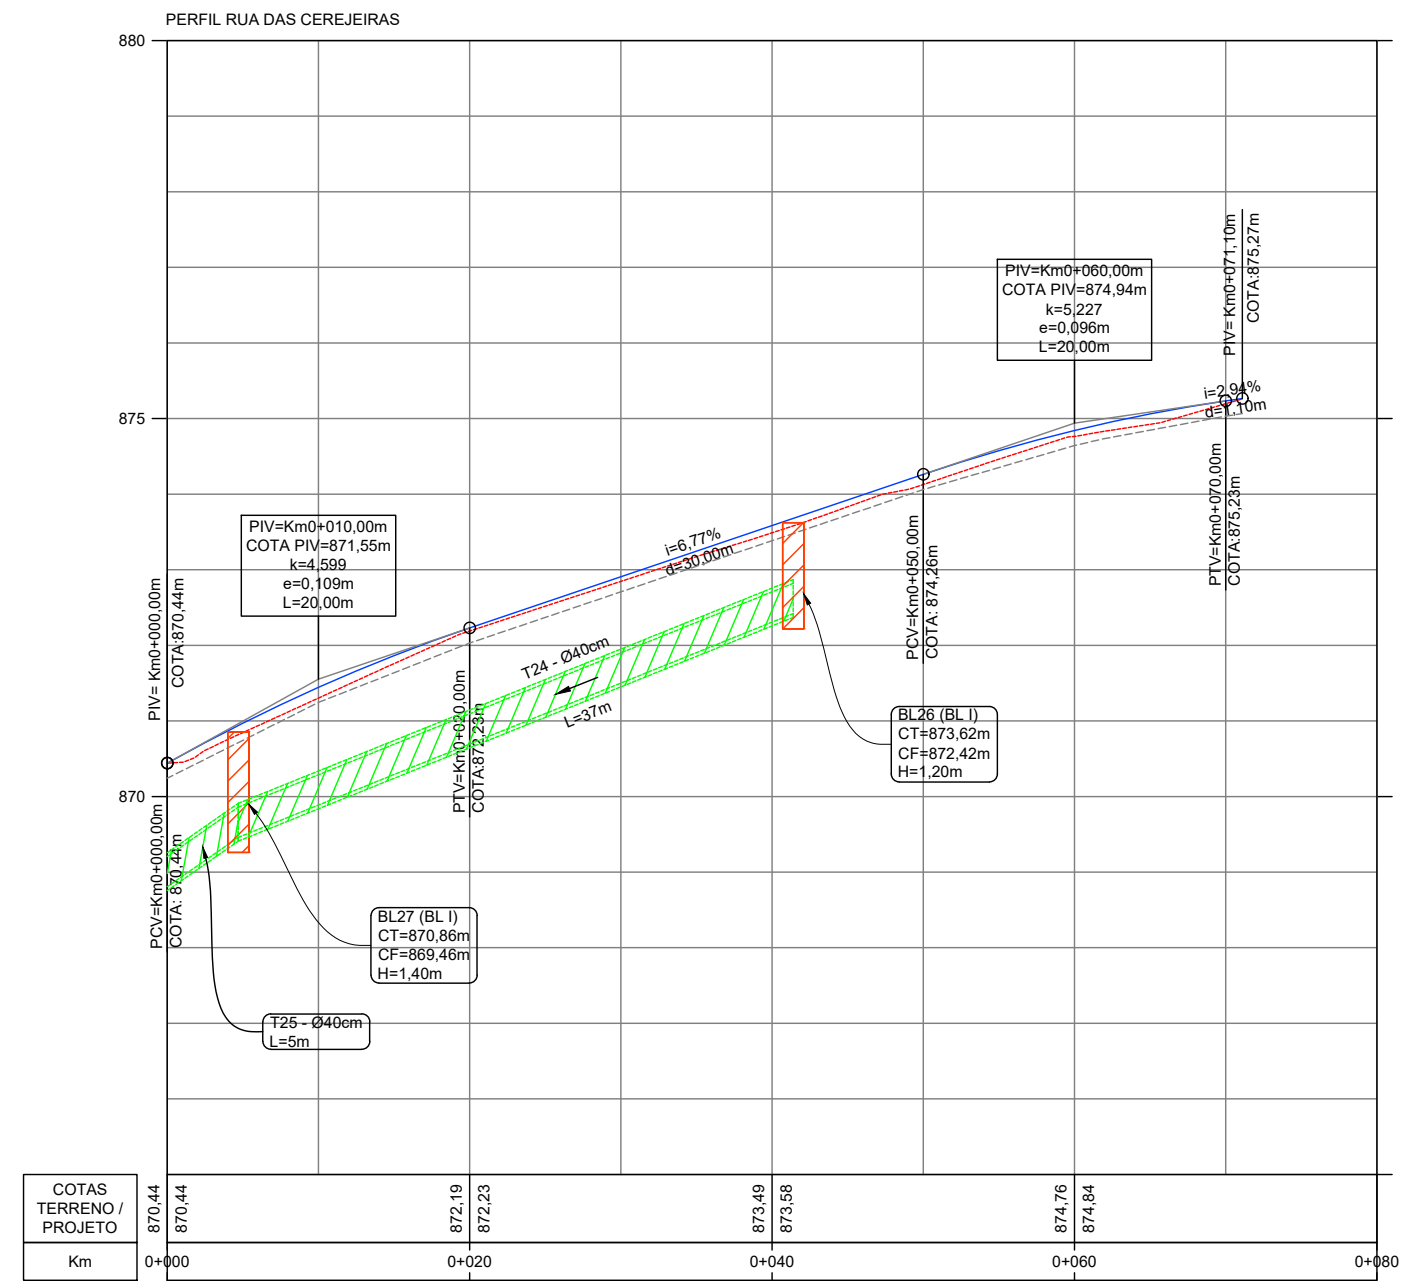 PERFIL RUA DAS CEREJEIRAS
880
875
870
PIV= Km0+000,00m
COTA:870,44m
PCV=Km0+000,00m
COTA: 870,44m
PIV=Km0+010,00m
COTA PIV=871,55m
k=4,599
e=0,109m
L=20,00m
PTV=Km0+020,00m
COTA:872,23m
T24 - Ø40cm
L=37m
i=6,77%
d=30,00m
PCV=Km0+050,00m
COTA: 874,26m
PIV=Km0+060,00m
COTA PIV=874,94m
k=5,227
e=0,096m
L=20,00m
PIV= Km0+071,10m
COTA:875,27m
i=2,94%
d=1,10m
PTV=Km0+070,00m
COTA:875,23m
BL26 (BL I)
CT=873,62m
CF=872,42m
H=1,20m
BL27 (BL I)
CT=870,86m
CF=869,46m
H=1,40m
T25 - Ø40cm
L=5m
COTAS
TERRENO /
PROJETO
870,44
870,44
872,19
872,23
873,49
873,58
874,76
874,84
Km
0+000
0+020
0+040
0+060
0+080